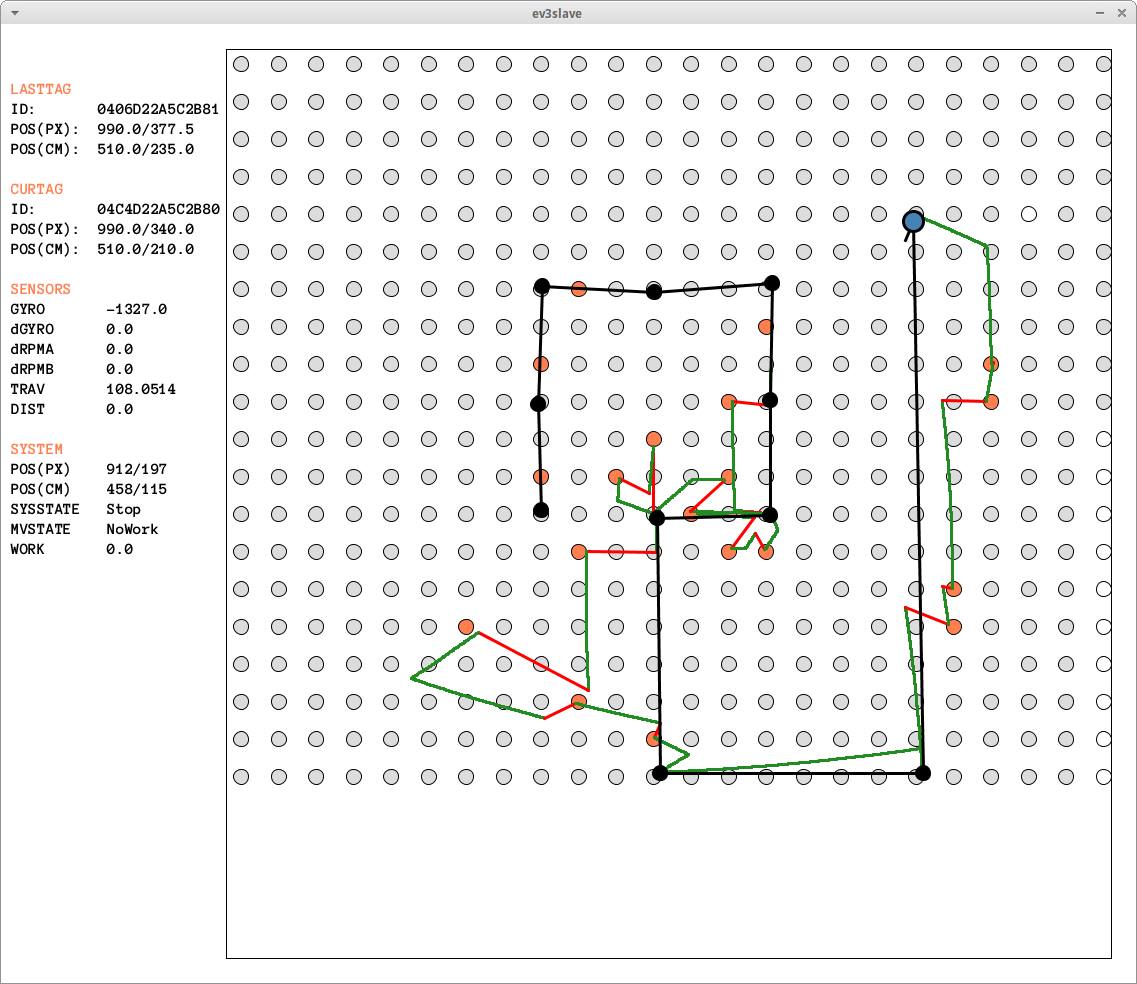 ev3slave
LASTTAG
ID: 0406D22A5C2B81
POS(PX): 990.0/377.5
POS(CM): 510.0/235.0
CURTAG
ID: 04C4D22A5C2B80
POS(PX): 990.0/340.0
POS(CM): 510.0/210.0
SENSORS
GYRO -1327.0
dGYRO 0.0
dRPMA 0.0
dRPMB 0.0
TRAV 108.0514
DIST 0.0
SYSTEM
POS(PX) 912/197
POS(CM) 458/115
SYSSTATE Stop
MVSTATE NoWork
WORK 0.0